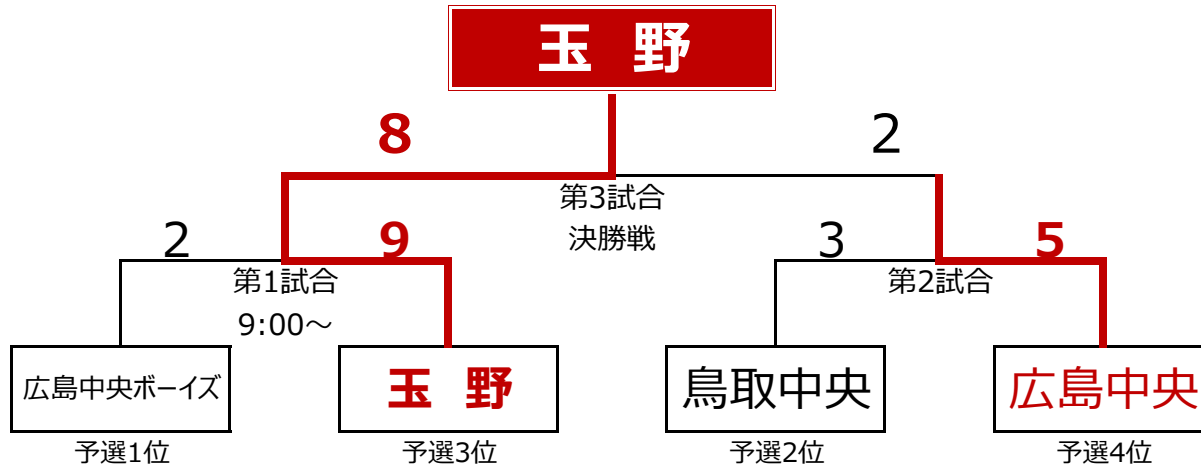 玉 野
8
2
第3試合
決勝戦
2
9
3
5
第1試合
9:00～
第2試合
広島中央ボーイズ
玉 野
鳥取中央
広島中央
予選1位
予選3位
予選2位
予選4位